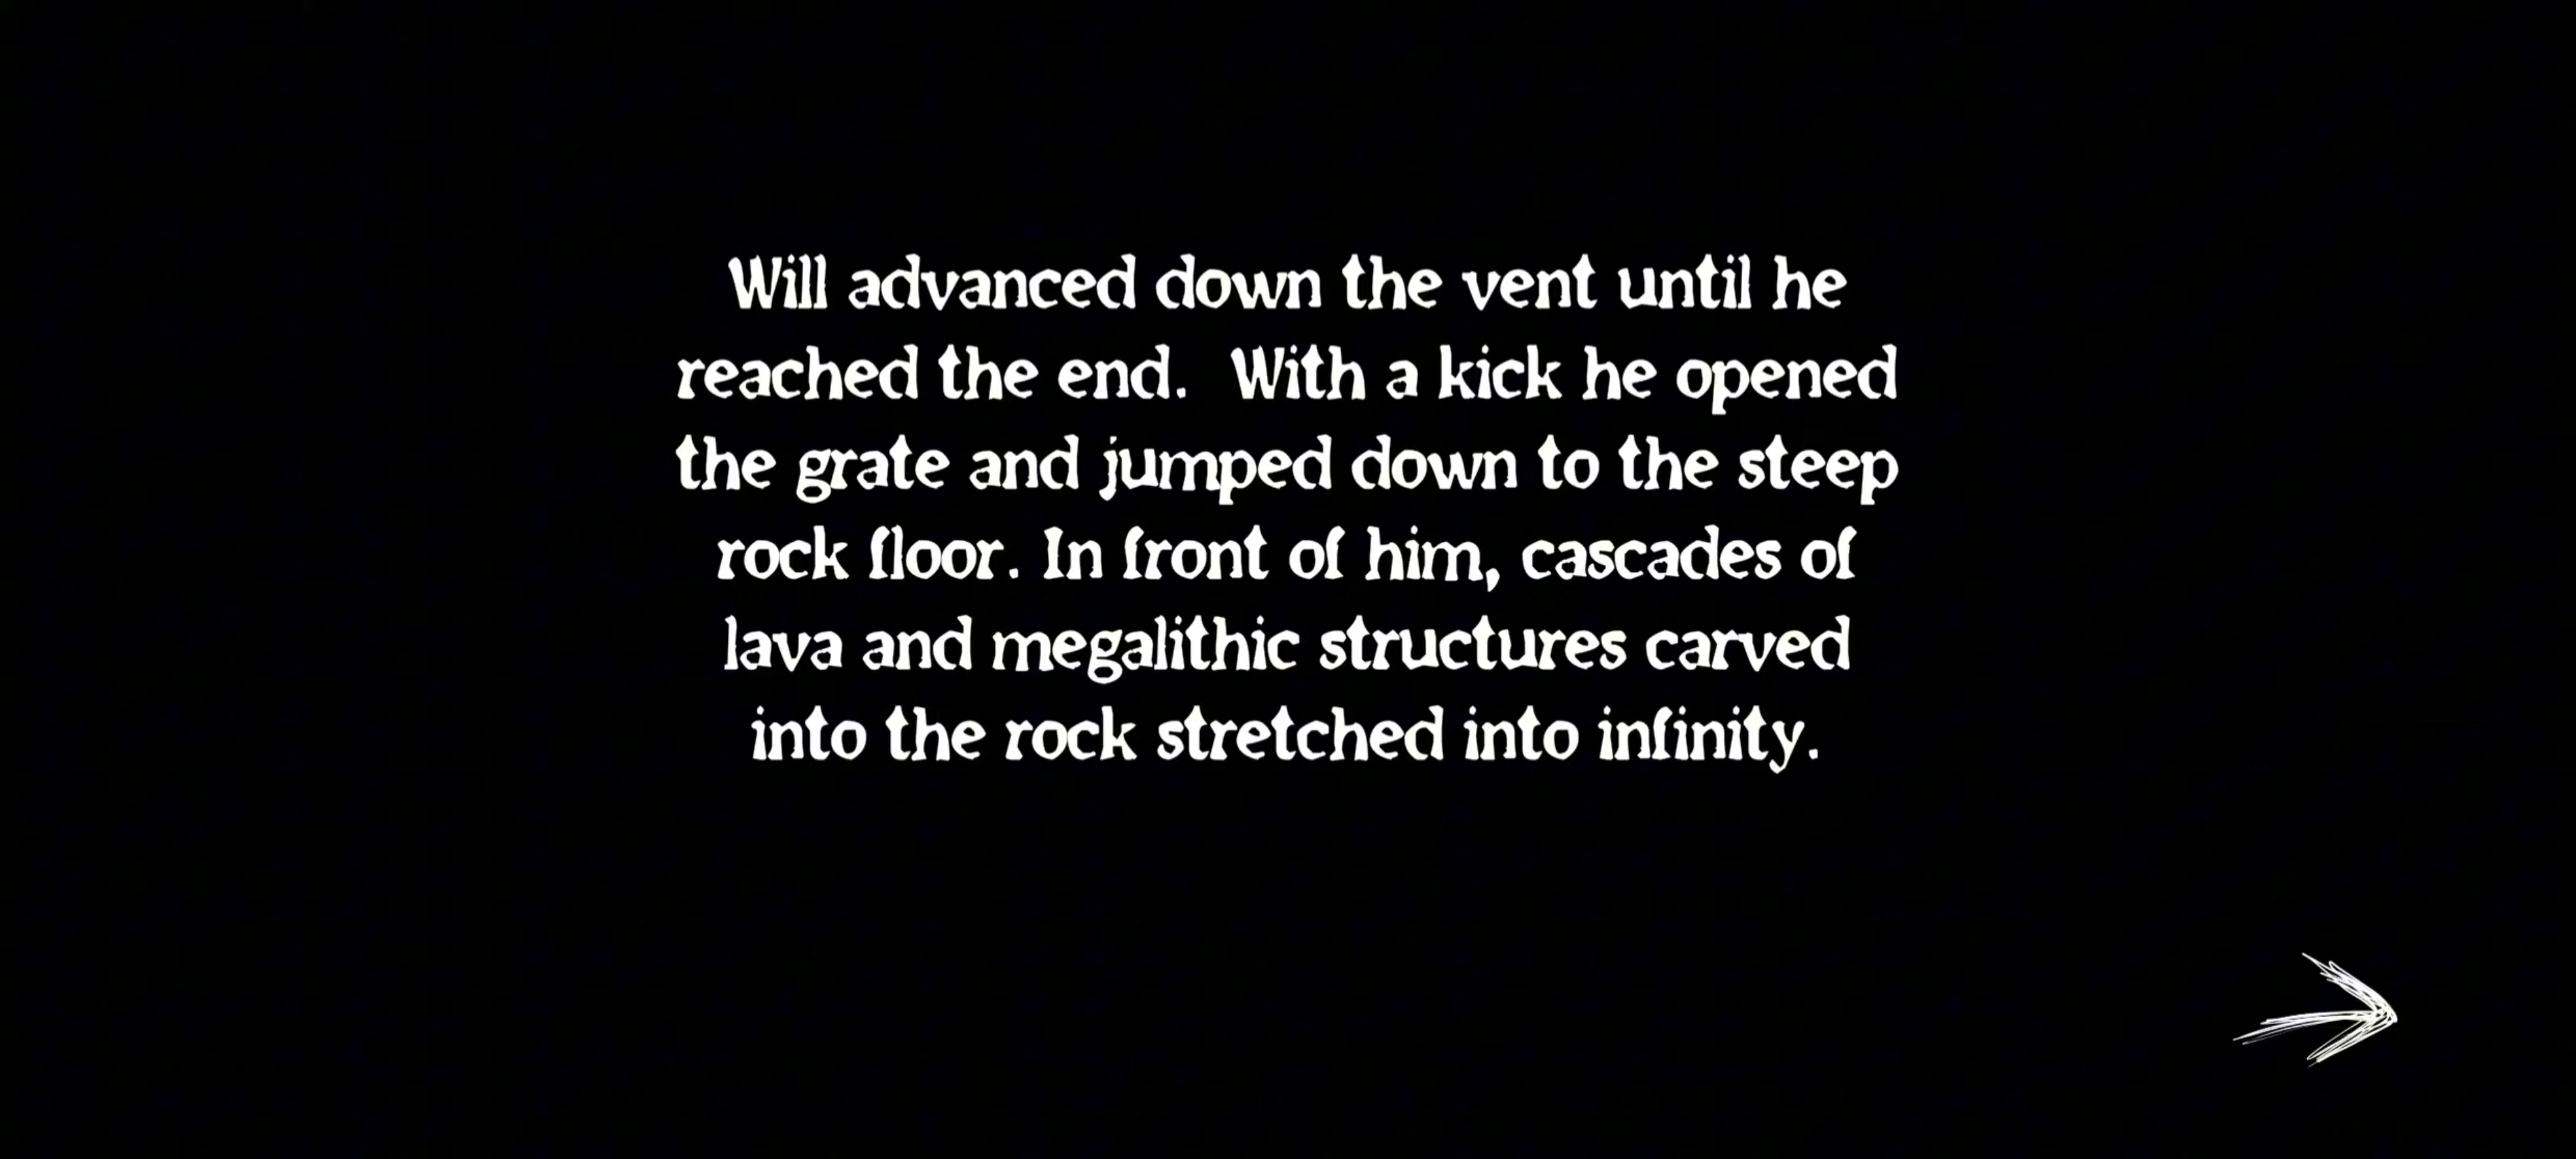 Will advanced down the vent until he
reached the end.  With a kick he opened
the grate and jumped down to the steep
rock floor. In front of him, cascades of
lava and megalithic structures carved
into the rock stretched into infinity.